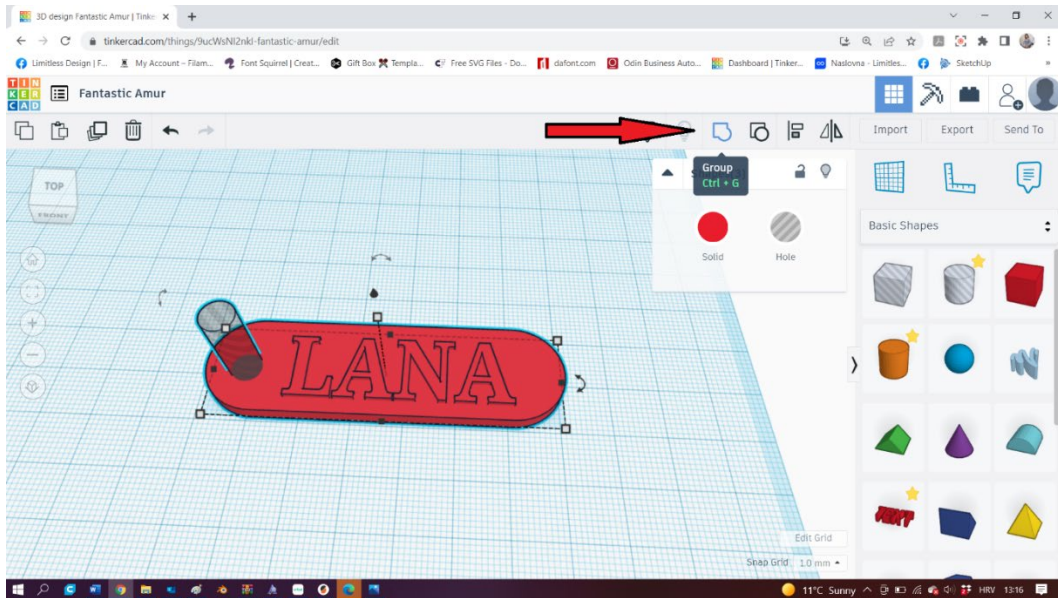 3D design Fantastic Amur | Tinke
tinkercad.com/things/9ucWsNI2nkl-fantastic-amur/edit
Limitless Design | F... My Account – Filam... Font Squirrel | Creat... Gift Box Templa... Free SVG Files - Do... dafont.com Odin Business Auto... Dashboard | Tinker... Naslovna - Limitles... SketchUp
TIN
KER
CAD
Fantastic Amur
Import Export Send To
Group
Ctrl + G
TOP
FRONT
Solid Hole
Basic Shapes
LANA
TEXT
Edit Grid
Snap Grid 1.0 mm
11°C Sunny HRV 13:16